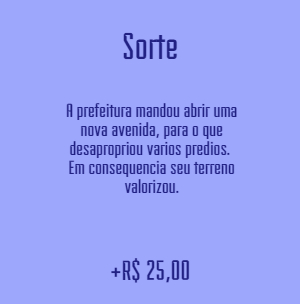 Sorte
A prefeitura mandou abrir uma
nova avenida, para o que
desapropriou varios predios.
Em consequencia seu terreno
valorizou.
+R$ 25,00